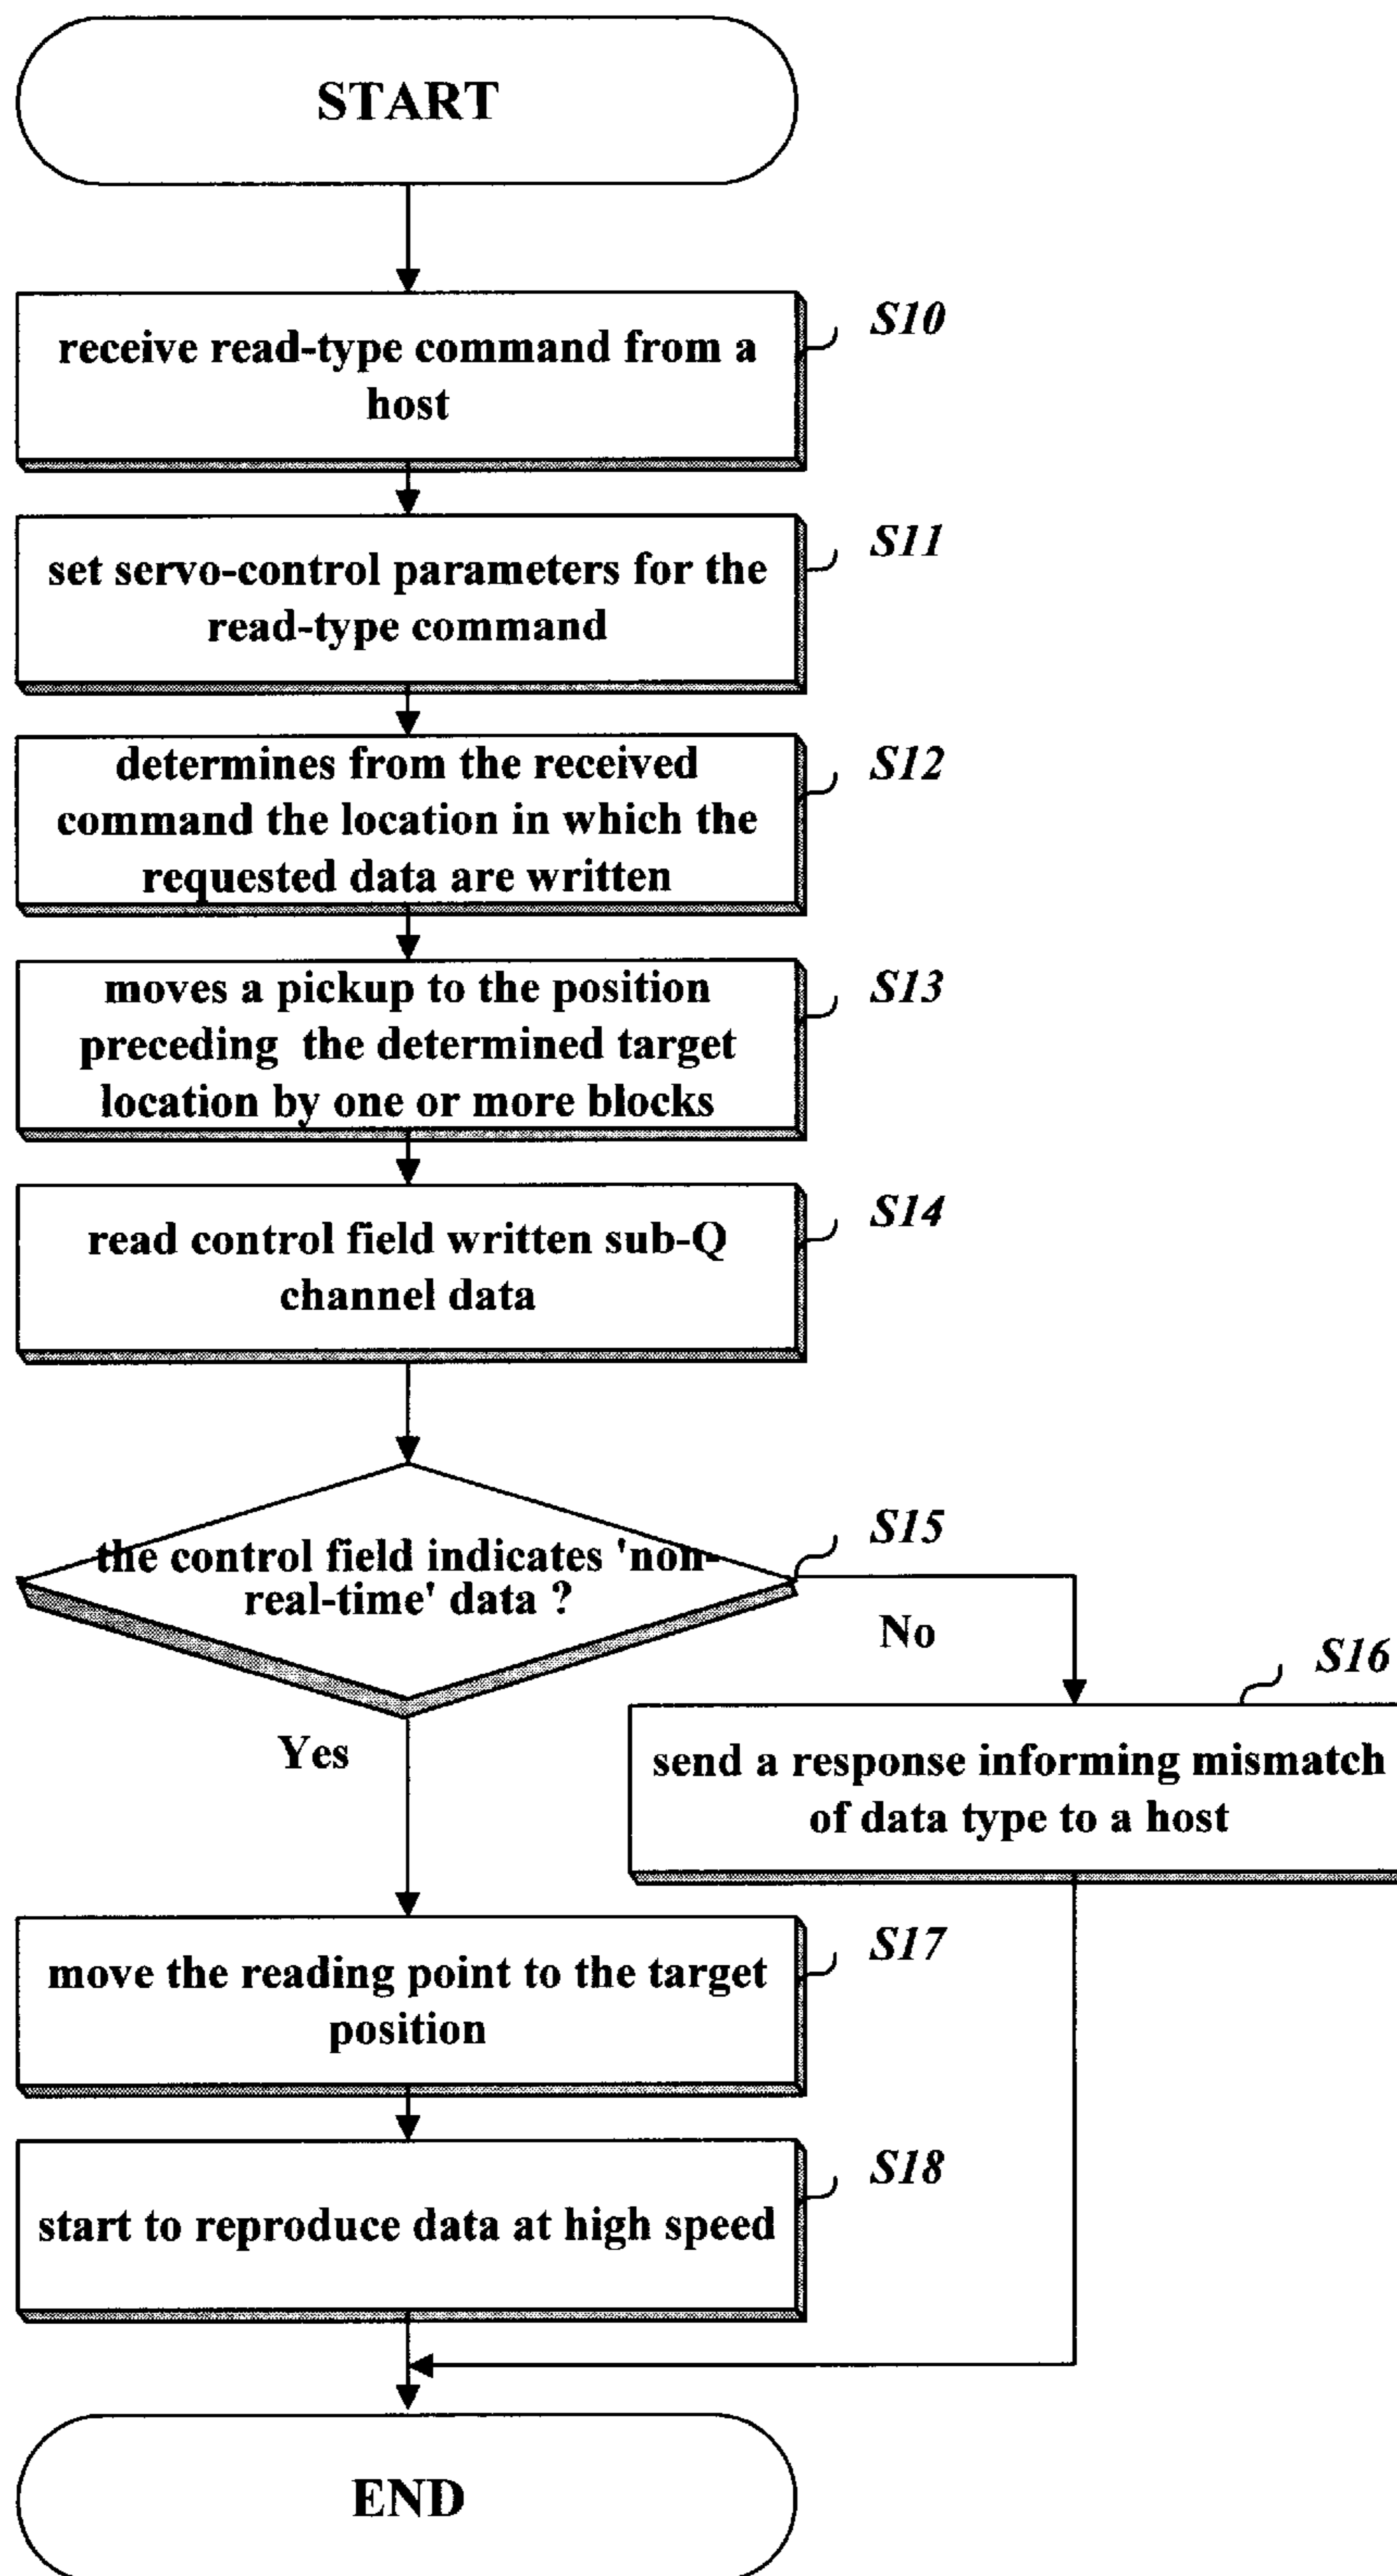 START
S10
receive read-type command from a
host
S11
set servo-control parameters for the
read-type command
S12
determines from the received
command the location in which the
requested data are written
S13
moves a pickup to the position
preceding the determined target
location by one or more blocks
S14
read control field written sub-Q
channel data
S15
the control field indicates 'non-
real-time' data ?
No
Yes
S16
send a response informing mismatch
of data type to a host
S17
move the reading point to the target
position
S18
start to reproduce data at high speed
END